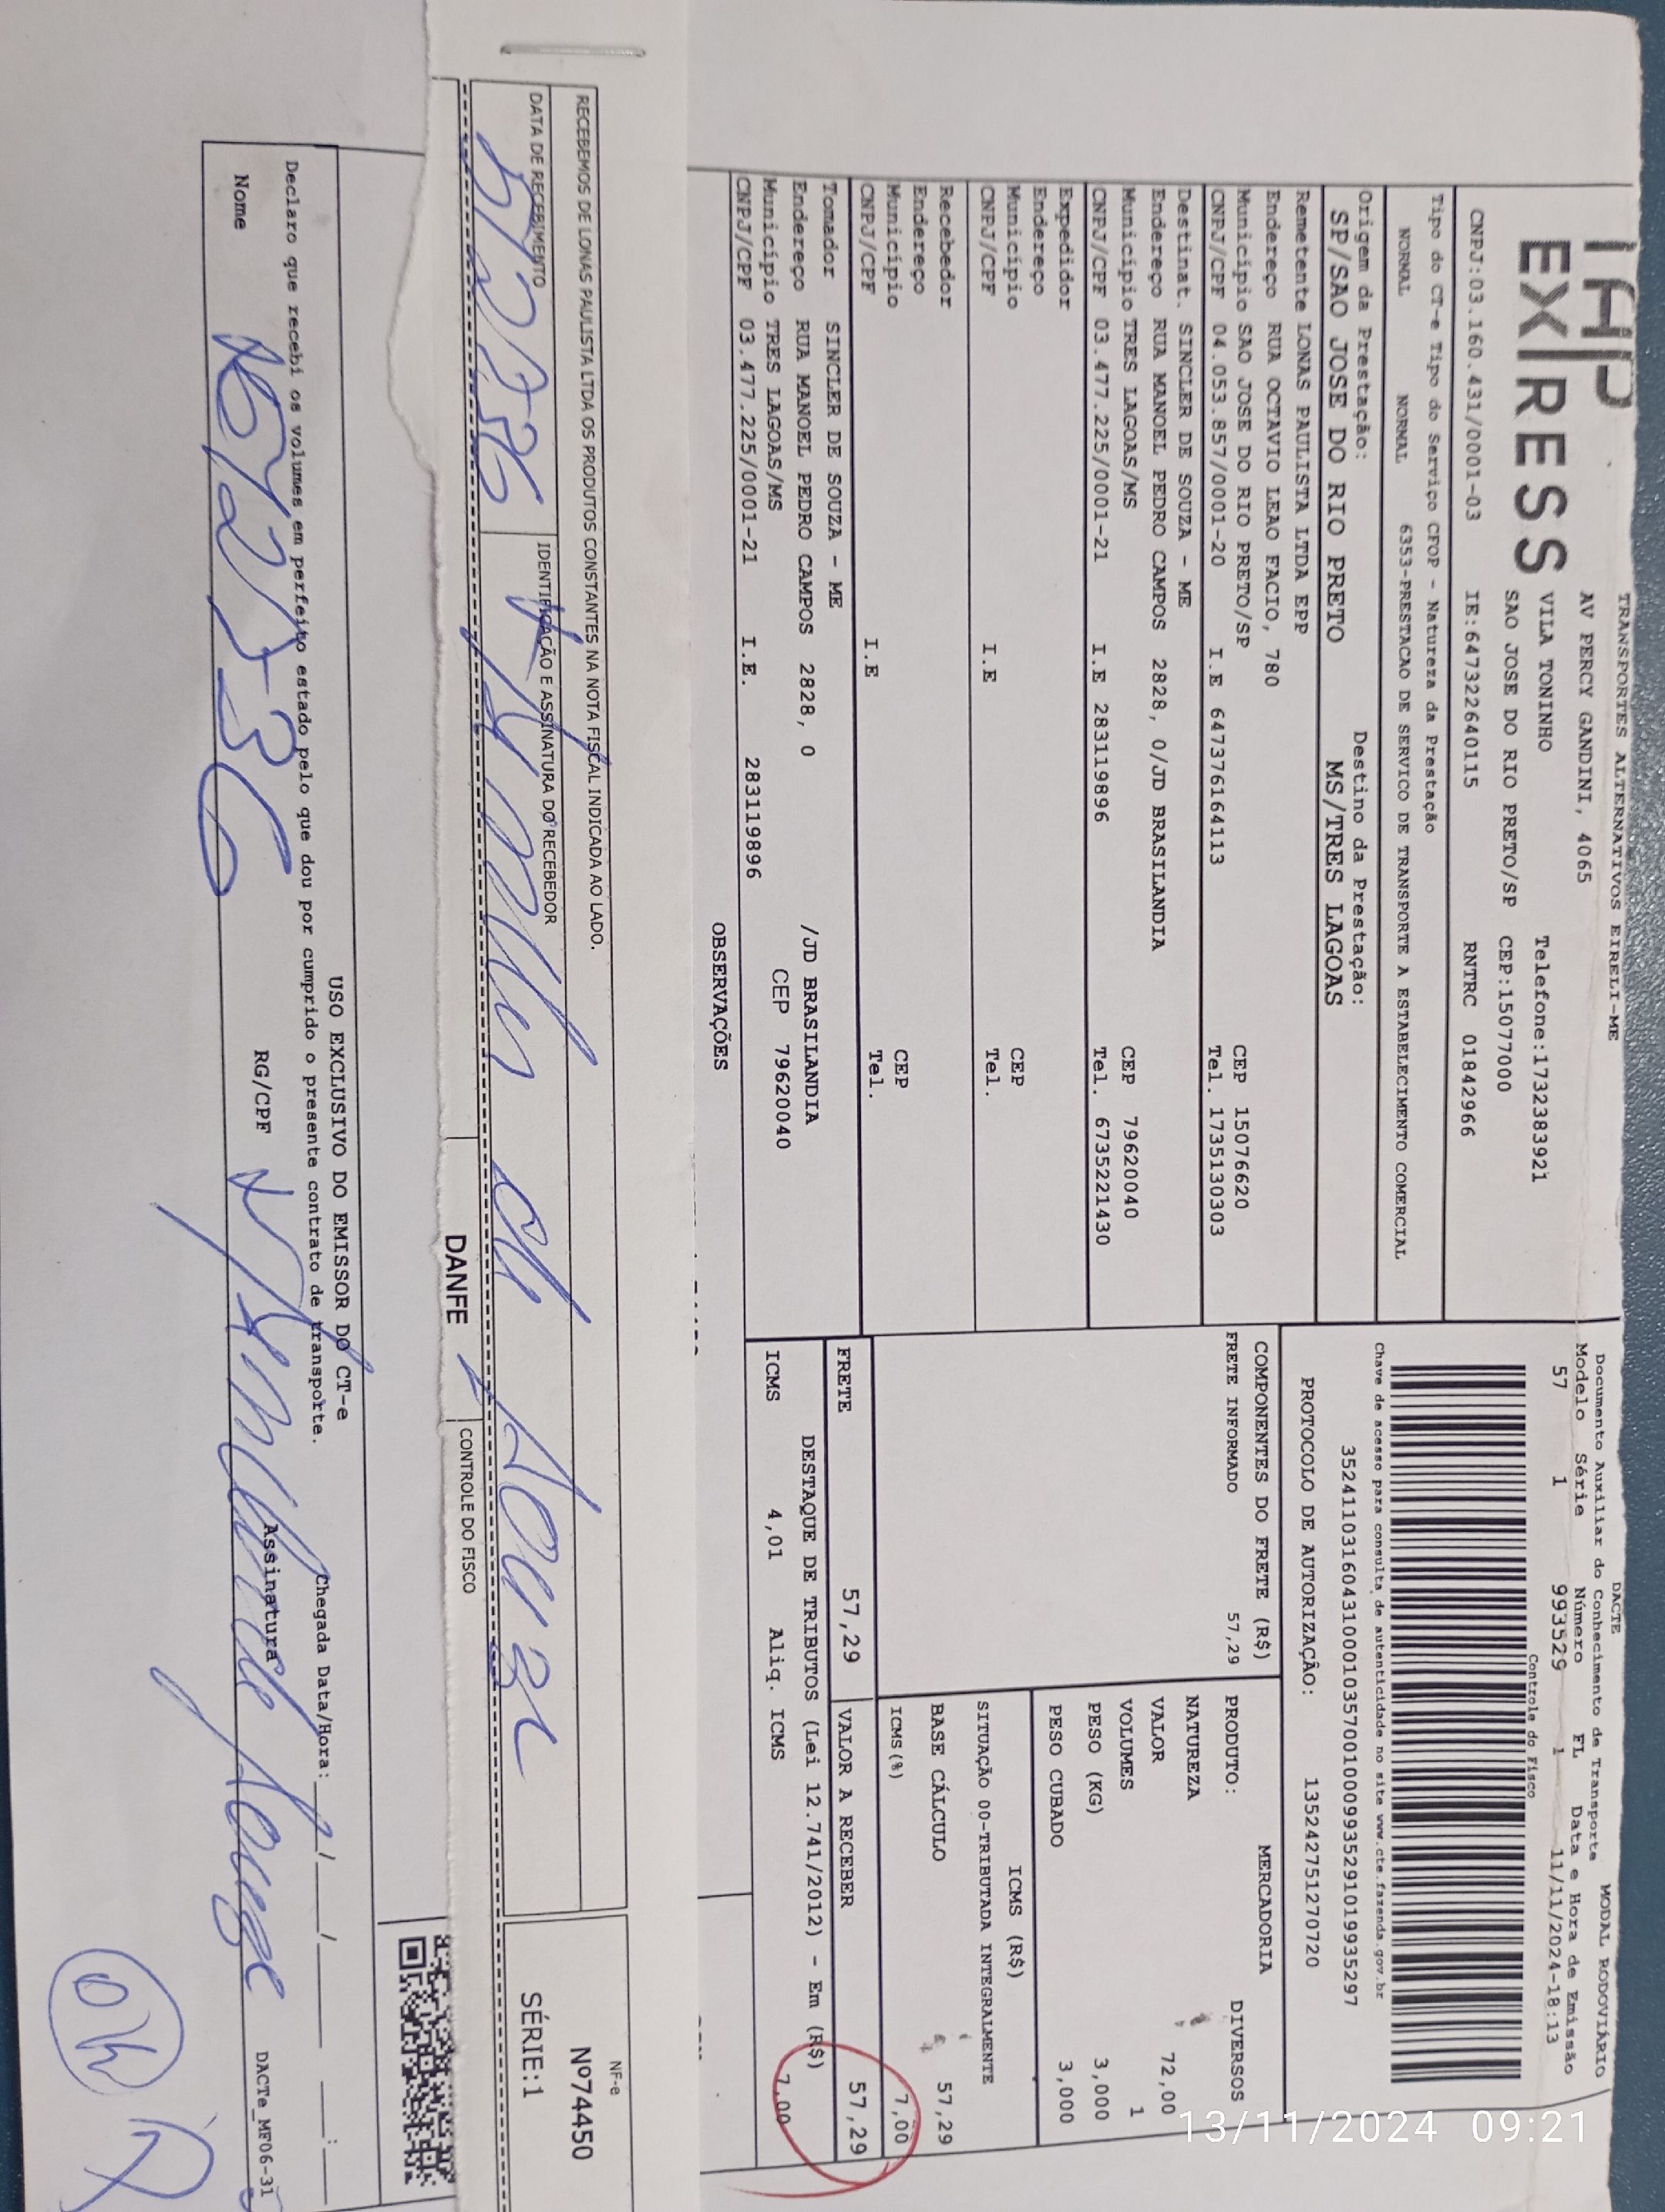 TRANSPORTES ALTERNATIVOS EIRELI-ME
EXPRESS
AV PERCY GANDINI, 4065
VILA TONINHO Telefone:1732383921
SAO JOSE DO RIO PRETO/SP CEP:15077000
CNPJ:03.160.431/0001-03 IE:647322640115 RNTRC 01842966
DACTE MODAL RODOVIÁRIO
Documento Auxiliar do Conhecimento de Transporte
Modelo Série Número FL Data e Hora de Emissão
57 1 993529 1 11/11/2024-18:13
Controle do Fisco
Tipo do CT-e Tipo do Serviço CFOP - Natureza da Prestação
NORMAL NORMAL 6353-PRESTACAO DE SERVICO DE TRANSPORTE A ESTABELECIMENTO COMERCIAL
Chave de acesso para consulta de autenticidade no site www.cte.fazenda.gov.br
35241103160431000103570010009935291019935297
Origem da Prestação: Destino da Prestação:
SP/SAO JOSE DO RIO PRETO MS/TRES LAGOAS
PROTOCOLO DE AUTORIZAÇÃO: 135242751270720
Remetente LONAS PAULISTA LTDA EPP
Endereço RUA OCTAVIO LEAO FACIO, 780
Município SAO JOSE DO RIO PRETO/SP CEP 15076620
CNPJ/CPF 04.053.857/0001-20 I.E 647376164113 Tel. 1735130303
Destinat. SINCLER DE SOUZA - ME
Endereço RUA MANOEL PEDRO CAMPOS 2828, 0/JD BRASILANDIA
Município TRES LAGOAS/MS CEP 79620040
CNPJ/CPF 03.477.225/0001-21 I.E 283119896 Tel. 6735221430
Expedidor
Endereço
Município CEP
CNPJ/CPF I.E Tel.
Recebedor
Endereço
Município CEP
CNPJ/CPF I.E Tel.
Tomador SINCLER DE SOUZA - ME
Endereço RUA MANOEL PEDRO CAMPOS 2828, 0 /JD BRASILANDIA
Município TRES LAGOAS/MS CEP 79620040
CNPJ/CPF 03.477.225/0001-21 I.E. 283119896
OBSERVAÇÕES
COMPONENTES DO FRETE (R$)
FRETE INFORMADO 57,29
MERCADORIA
PRODUTO: DIVERSOS
NATUREZA
VALOR 72,00
VOLUMES 1
PESO (KG) 3,000
PESO CUBADO 3,000
ICMS (R$)
SITUAÇÃO 00-TRIBUTADA INTEGRALMENTE
BASE CÁLCULO 57,29
ICMS(%) 7,00
FRETE 57,29 VALOR A RECEBER 57,29
DESTAQUE DE TRIBUTOS (Lei 12.741/2012) - Em (R$)
ICMS 4,01 Aliq. ICMS 7,00
RECEBEMOS DE LONAS PAULISTA LTDA OS PRODUTOS CONSTANTES NA NOTA FISCAL INDICADA AO LADO.
DATA DE RECEBIMENTO IDENTIFICAÇÃO E ASSINATURA DO RECEBEDOR
de Souza
NF-e
Nº74450
SÉRIE:1
DANFE
CONTROLE DO FISCO
USO EXCLUSIVO DO EMISSOR DO CT-e
Declaro que recebi os volumes em perfeito estado pelo que dou por cumprido o presente contrato de transporte.
Chegada Data/Hora:___/___/___ __:__
Nome RG/CPF Assinatura
DACTe_MF06-31
OK
13/11/2024 09:21